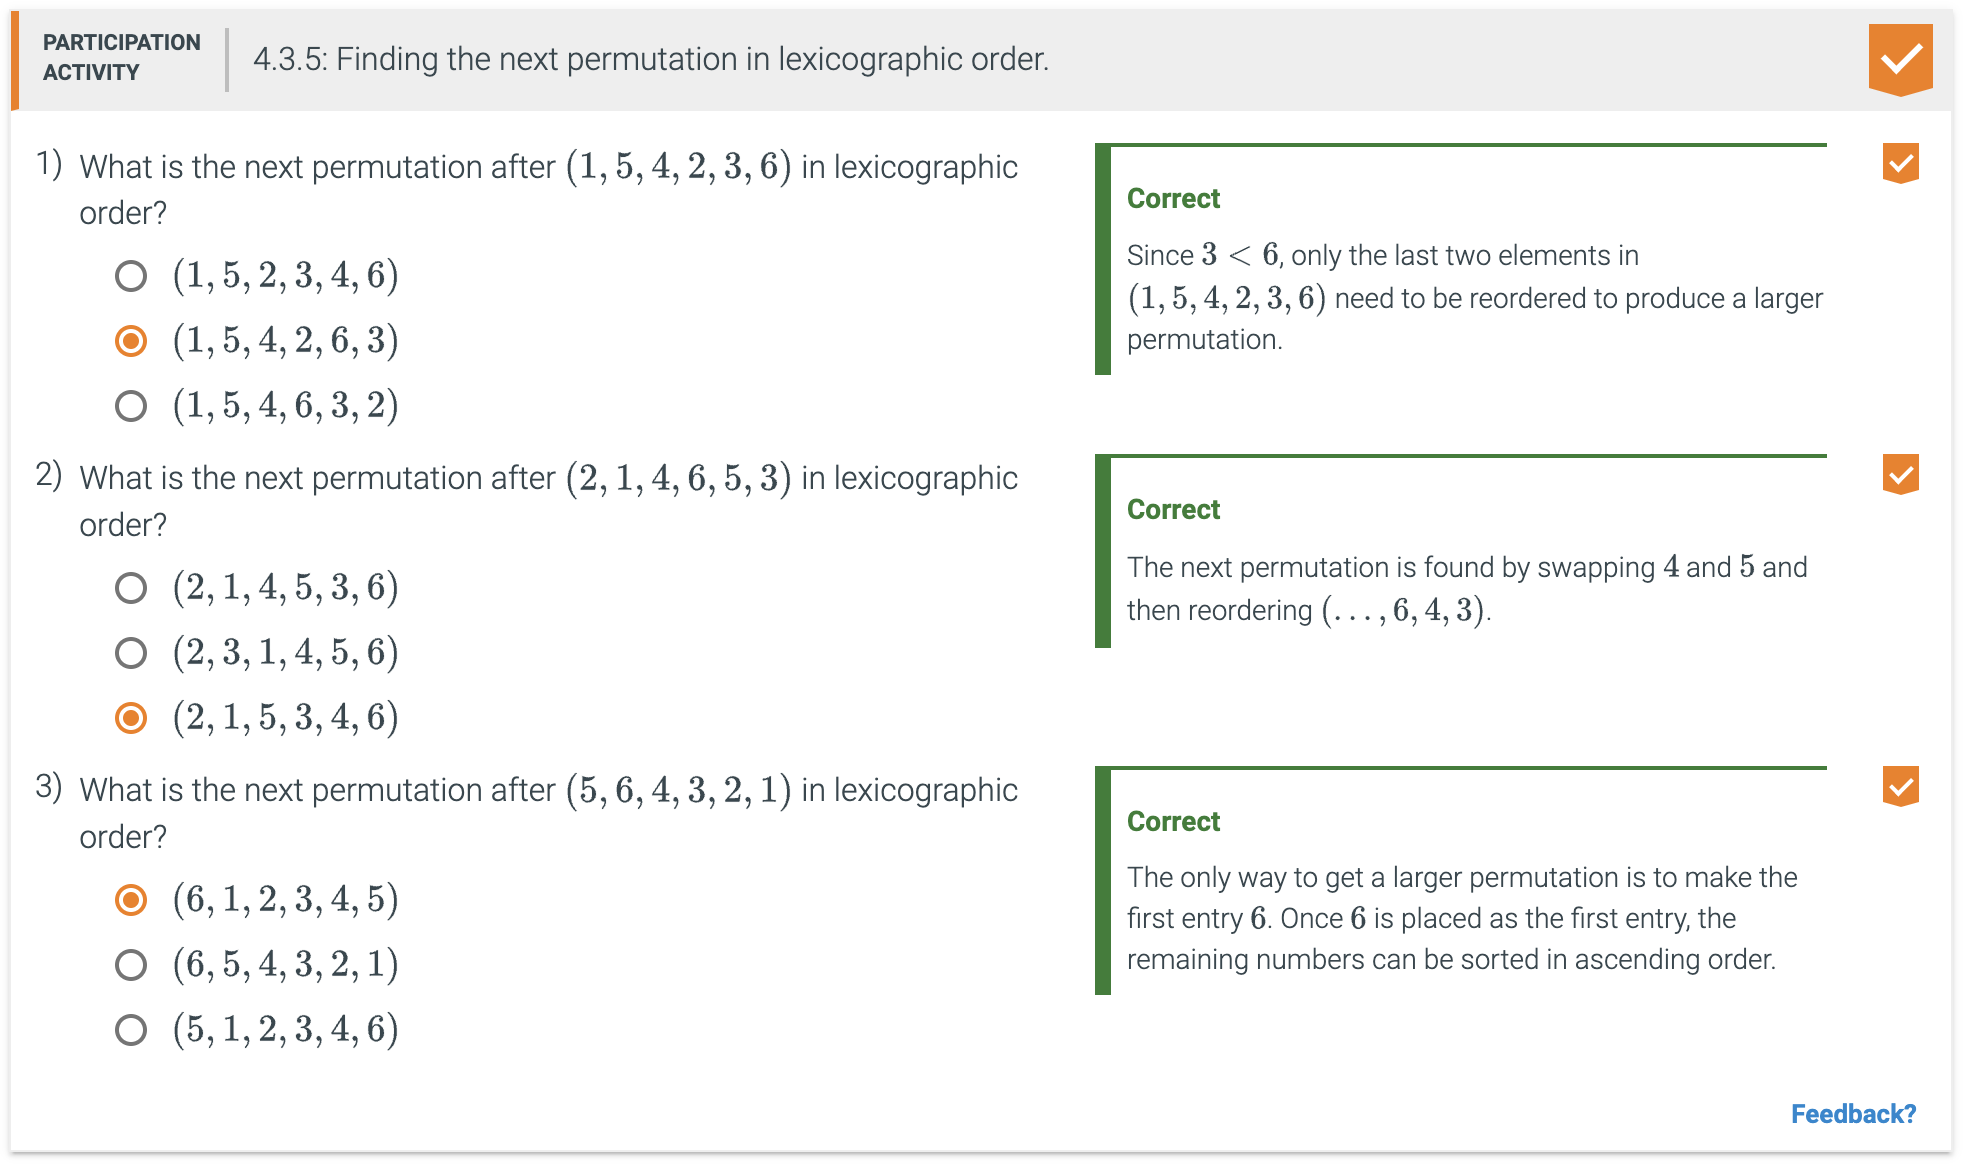 PARTICIPATION
ACTIVITY
4.3.5: Finding the next permutation in lexicographic order.
1) What is the next permutation after (1, 5, 4, 2, 3, 6) in lexicographic
order?
(1, 5, 2, 3, 4, 6)
(1, 5, 4, 2, 6, 3)
(1, 5, 4, 6, 3, 2)
Correct
Since 3 < 6, only the last two elements in
(1, 5, 4, 2, 3, 6) need to be reordered to produce a larger
permutation.
2) What is the next permutation after (2, 1, 4, 6, 5, 3) in lexicographic
order?
(2, 1, 4, 5, 3, 6)
(2, 3, 1, 4, 5, 6)
(2, 1, 5, 3, 4, 6)
Correct
The next permutation is found by swapping 4 and 5 and
then reordering (. . . , 6, 4, 3).
3) What is the next permutation after (5, 6, 4, 3, 2, 1) in lexicographic
order?
(6, 1, 2, 3, 4, 5)
(6, 5, 4, 3, 2, 1)
(5, 1, 2, 3, 4, 6)
Correct
The only way to get a larger permutation is to make the
first entry 6. Once 6 is placed as the first entry, the
remaining numbers can be sorted in ascending order.
Feedback?